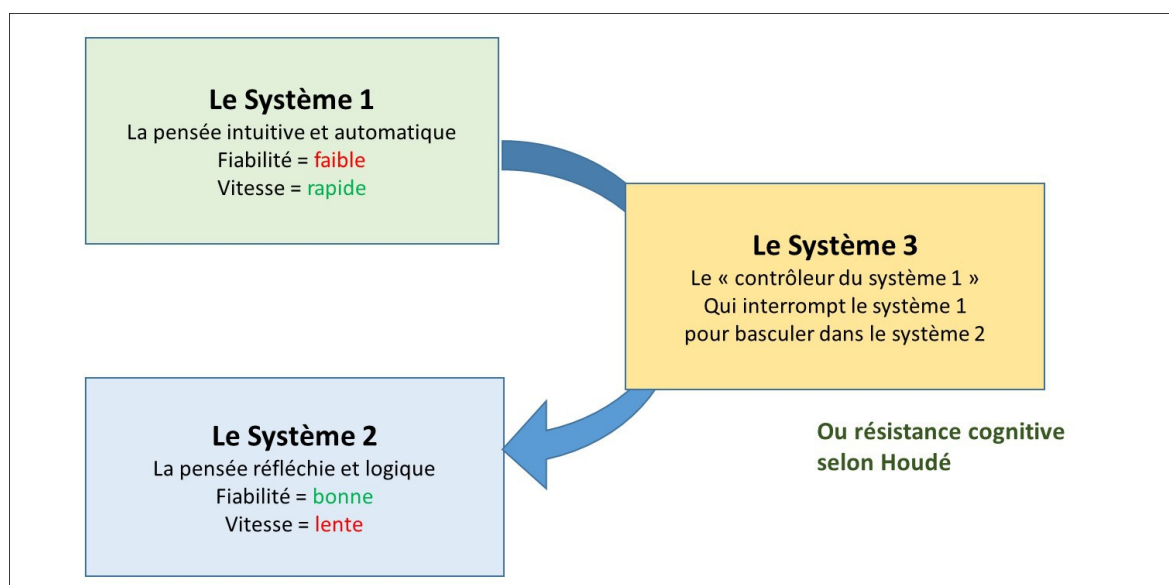 Le Système 1
La pensée intuitive et automatique
Fiabilité = faible
Vitesse = rapide
Le Système 3
Le « contrôleur du système 1 »
Qui interrompt le système 1
pour basculer dans le système 2
Le Système 2
La pensée réfléchie et logique
Fiabilité = bonne
Vitesse = lente
Ou résistance cognitive
selon Houdé